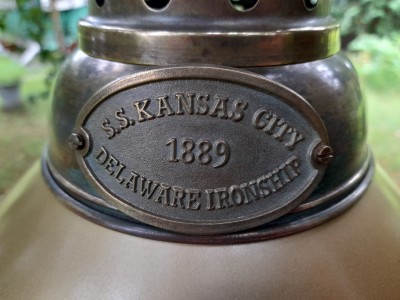 S.S. KANSAS CITY
1889
DELAWARE IRONSHIP